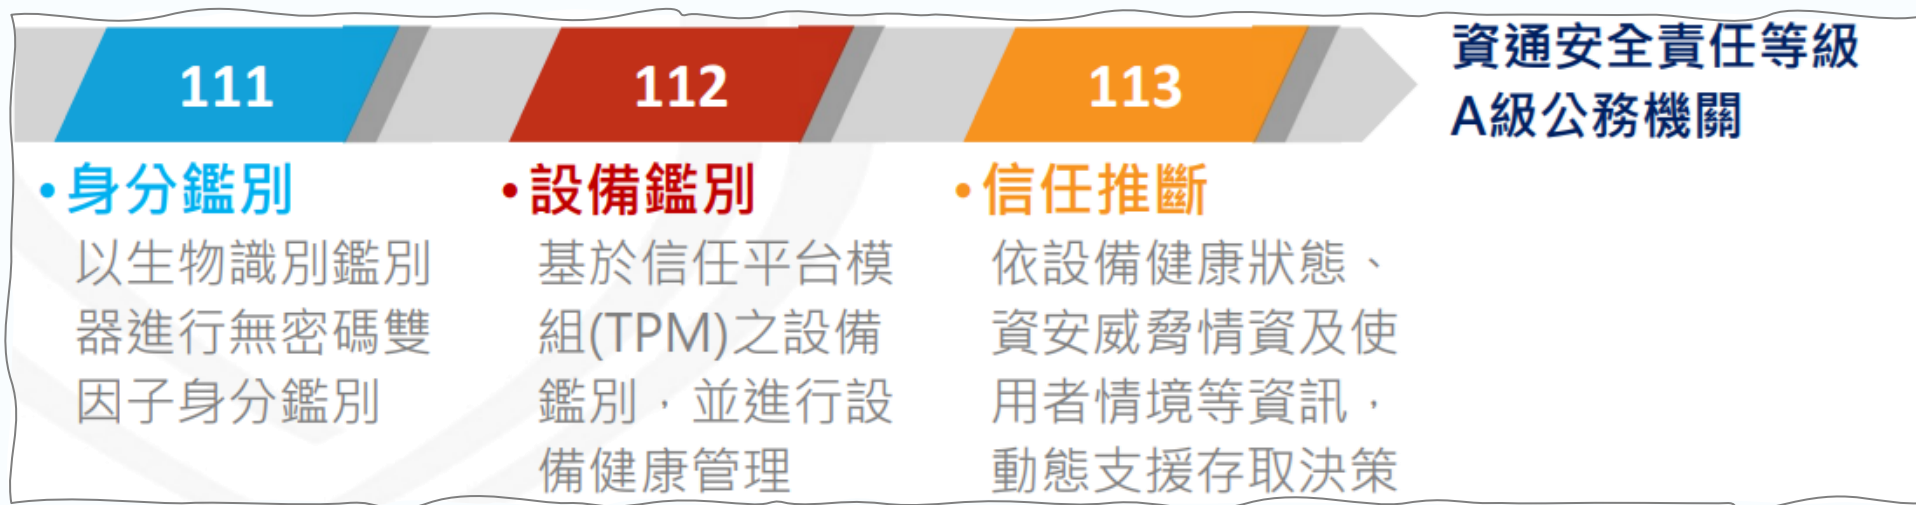 111
112
113
資通安全責任等級
A級公務機關
•身分鑑別
以生物識別鑑別
器進行無密碼雙
因子身分鑑別
•設備鑑別
基於信任平台模
組(TPM)之設備
鑑別，並進行設
備健康管理
•信任推斷
依設備健康狀態、
資安威脅情資及使
用者情境等資訊，
動態支援存取決策